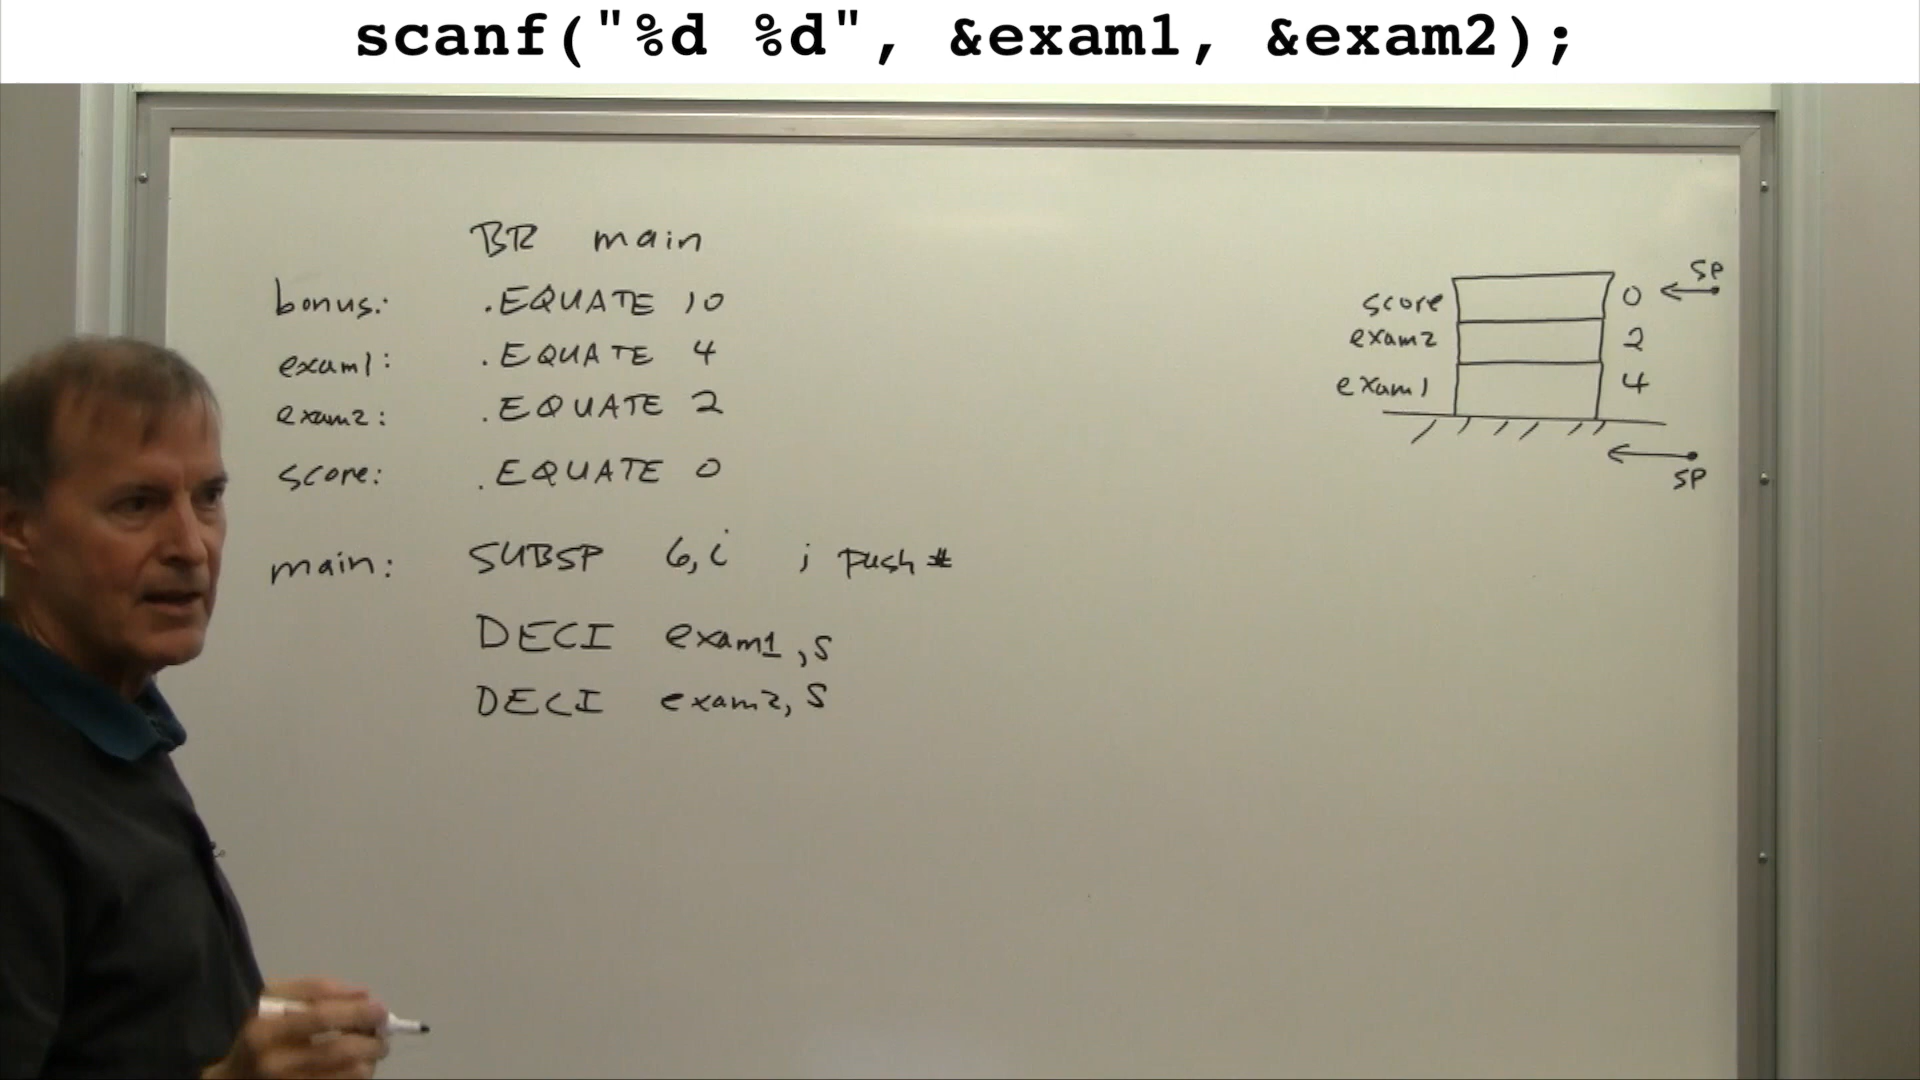 scanf("%d %d", &exam1, &exam2);
BR main
bonus: .EQUATE 10
exam1: .EQUATE 4
exam2: .EQUATE 2
score: .EQUATE 0
main: SUBSP 6,i ; push #
DECI exam1,s
DECI exam2,s
SP
score 0
exam2 2
exam1 4
SP